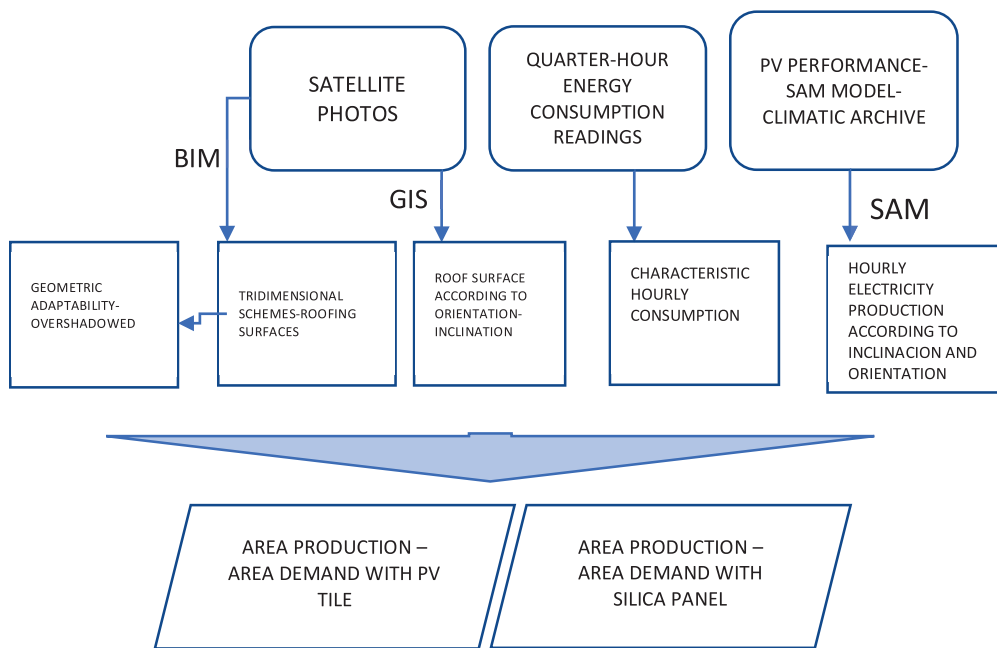 SATELLITE
PHOTOS
QUARTER-HOUR
ENERGY
CONSUMPTION
READINGS
PV PERFORMANCE-
SAM MODEL-
CLIMATIC ARCHIVE
BIM
GIS
SAM
GEOMETRIC
ADAPTABILITY-
OVERSHADOWED
TRIDIMENSIONAL
SCHEMES-ROOFING
SURFACES
ROOF SURFACE
ACCORDING TO
ORIENTATION-
INCLINATION
CHARACTERISTIC
HOURLY
CONSUMPTION
HOURLY
ELECTRICITY
PRODUCTION
ACCORDING TO
INCLINACION AND
ORIENTATION
AREA PRODUCTION –
AREA DEMAND WITH PV
TILE
AREA PRODUCTION –
AREA DEMAND WITH
SILICA PANEL